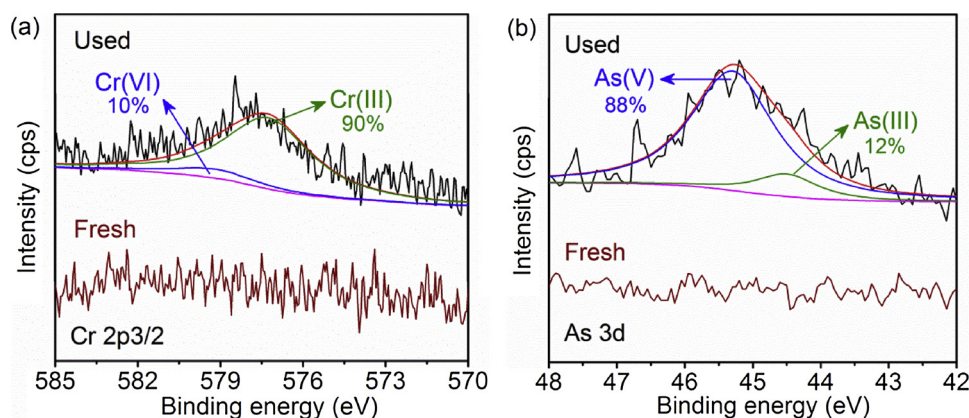 (a)
Used
Cr(VI)
10%
Cr(III)
90%
Fresh
Cr 2p3/2
Intensity (cps)
585 582 579 576 573 570
Binding energy (eV)
(b)
Used
As(V)
88%
As(III)
12%
Fresh
As 3d
Intensity (cps)
48 47 46 45 44 43 42
Binding energy (eV)